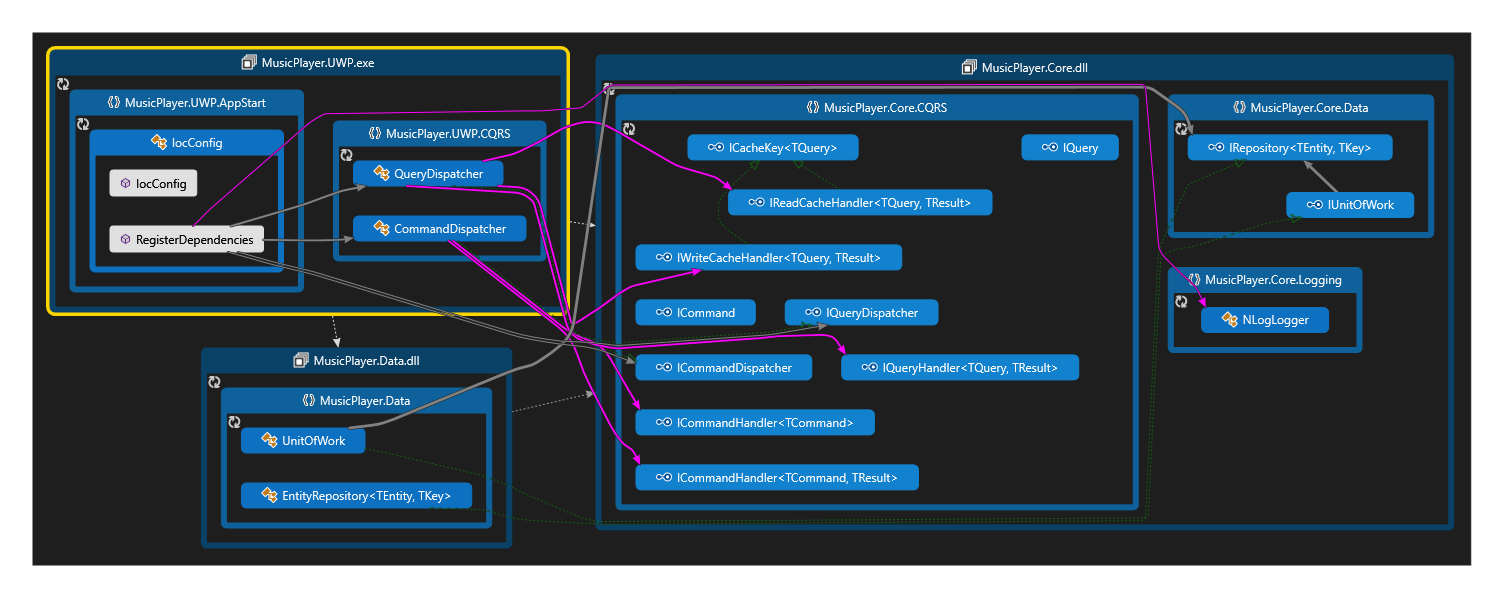 MusicPlayer.UWP.exe
MusicPlayer.UWP.AppStart
IocConfig
IocConfig
RegisterDependencies
MusicPlayer.UWP.CQRS
QueryDispatcher
CommandDispatcher
MusicPlayer.Data.dll
MusicPlayer.Data
UnitOfWork
EntityRepository<TEntity, TKey>
MusicPlayer.Core.dll
MusicPlayer.Core.CQRS
ICacheKey<TQuery>
IQuery
IReadCacheHandler<TQuery, TResult>
IWriteCacheHandler<TQuery, TResult>
ICommand
IQueryDispatcher
ICommandDispatcher
IQueryHandler<TQuery, TResult>
ICommandHandler<TCommand>
ICommandHandler<TCommand, TResult>
MusicPlayer.Core.Data
IRepository<TEntity, TKey>
IUnitOfWork
MusicPlayer.Core.Logging
NLogLogger